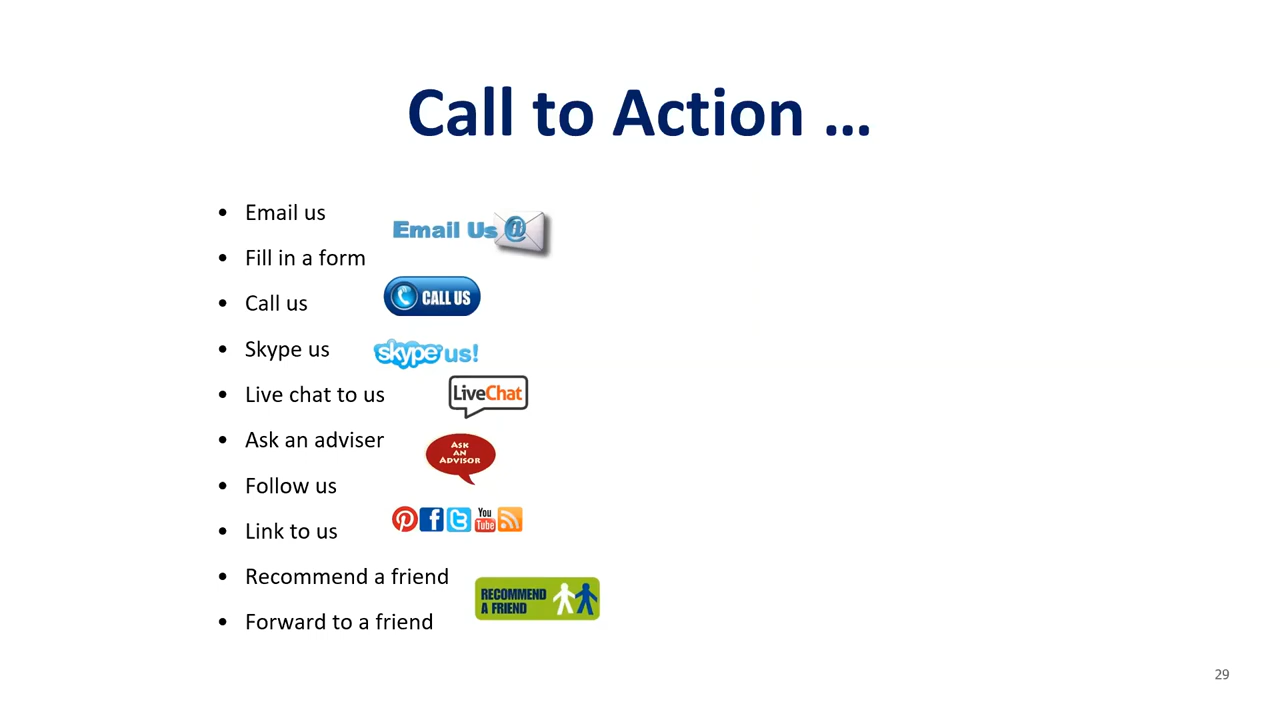 Call to Action ...
• Email us
Email Us @
• Fill in a form
• Call us
CALL US
• Skype us
skype us!
• Live chat to us
LiveChat
• Ask an adviser
ASK
AN
ADVISOR
• Follow us
• Link to us
You
Tube
• Recommend a friend
RECOMMEND
A FRIEND
• Forward to a friend
29